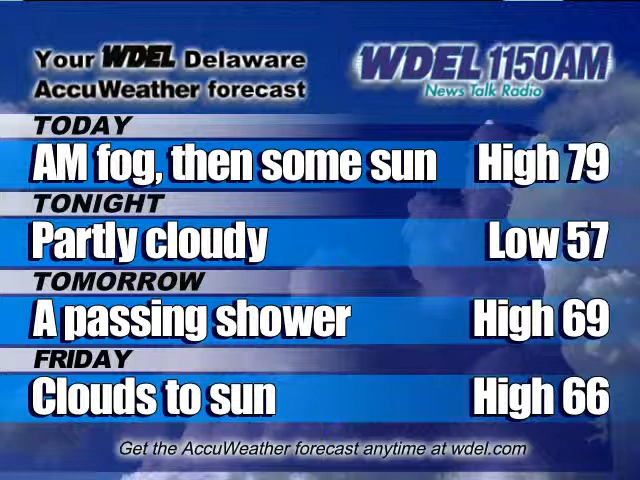 Your WDEL Delaware
AccuWeather forecast
WDEL 1150AM
News Talk Radio
TODAY
AM fog, then some sun High 79
TONIGHT
Partly cloudy Low 57
TOMORROW
A passing shower High 69
FRIDAY
Clouds to sun High 66
Get the AccuWeather forecast anytime at wdel.com